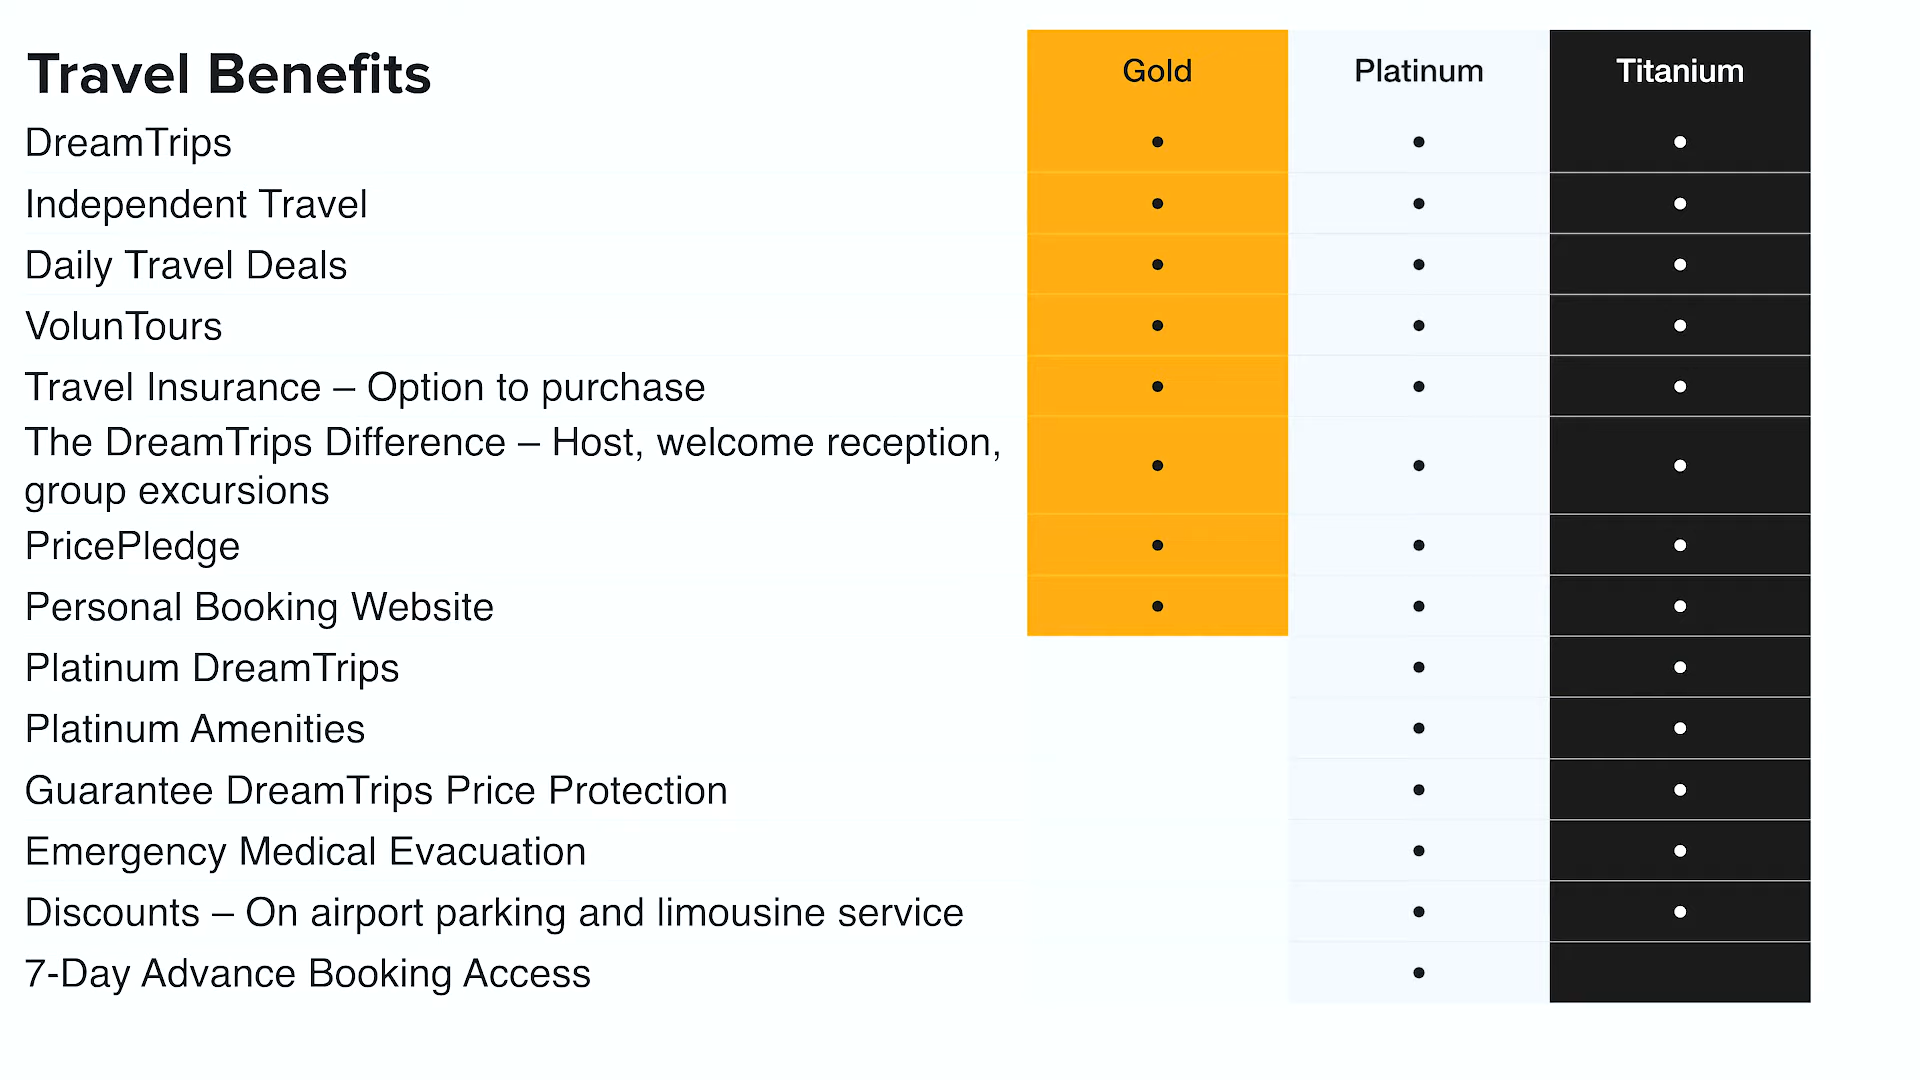 Travel Benefits Gold Platinum Titanium
DreamTrips • • •
Independent Travel • • •
Daily Travel Deals • • •
VolunTours • • •
Travel Insurance – Option to purchase • • •
The DreamTrips Difference – Host, welcome reception,
group excursions • • •
PricePledge • • •
Personal Booking Website • • •
Platinum DreamTrips • •
Platinum Amenities • •
Guarantee DreamTrips Price Protection • •
Emergency Medical Evacuation • •
Discounts – On airport parking and limousine service • •
7-Day Advance Booking Access •